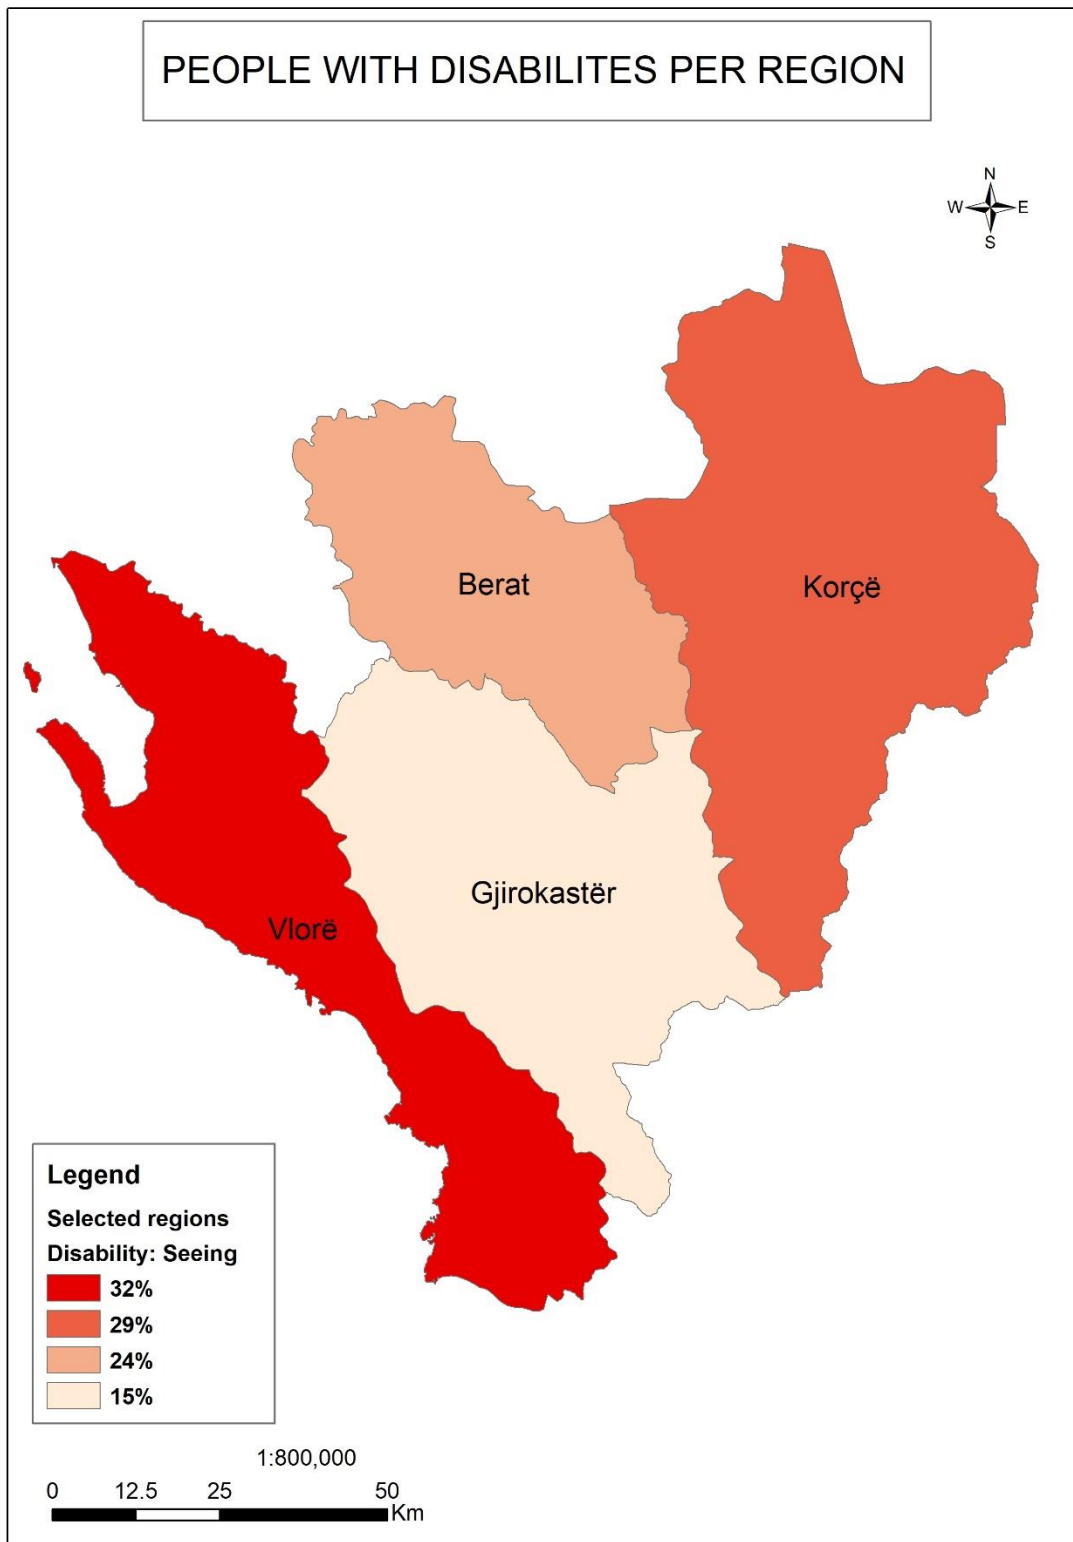 PEOPLE WITH DISABILITES PER REGION
N
W E
S
Berat
Korçë
Gjirokastër
Vlorë
Legend
Selected regions
Disability: Seeing
32%
29%
24%
15%
1:800,000
0 12.5 25 50
Km